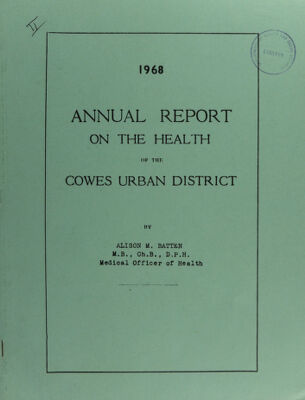 1968
ANNUAL REPORT
ON THE HEALTH
OF THE
COWES URBAN DISTRICT
BY
ALISON M. BATTEN
M.B., Ch.B., D.P.H.
Medical Officer of Health